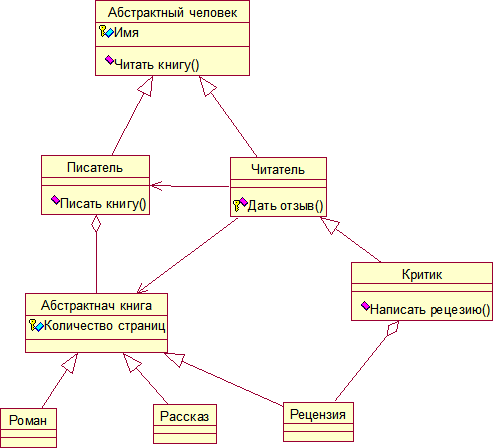 Абстрактный человек
Имя
Читать книгу()
Писатель
Писать книгу()
Читатель
Дать отзыв()
Абстрактнач книга
Количество страниц
Критик
Написать рецезию()
Роман
Рассказ
Рецензия